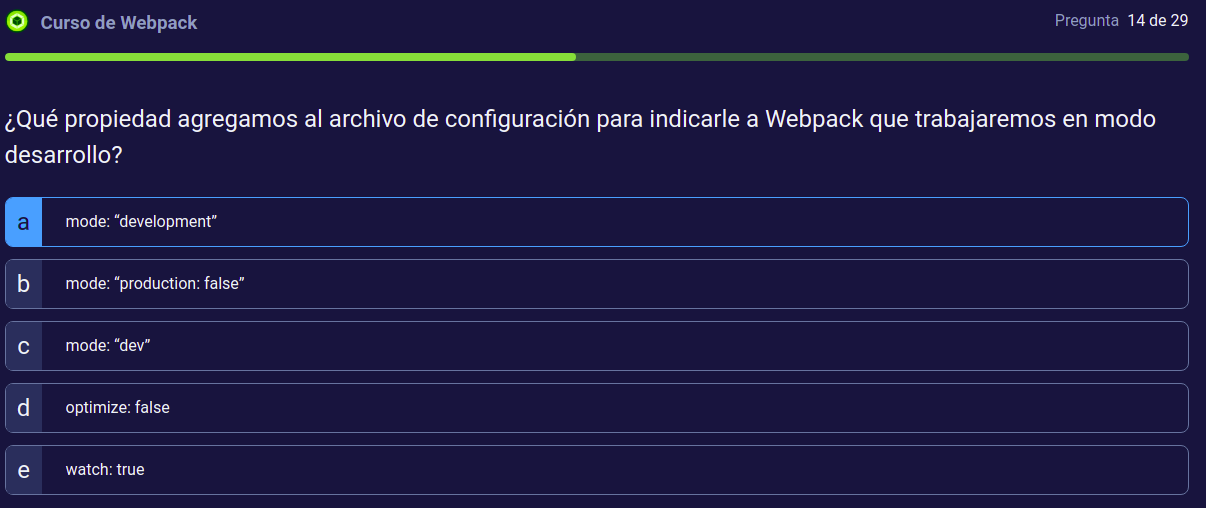 Curso de Webpack
Pregunta 14 de 29
¿Qué propiedad agregamos al archivo de configuración para indicarle a Webpack que trabajaremos en modo
desarrollo?
a mode: “development”
b mode: “production: false”
c mode: “dev”
d optimize: false
e watch: true